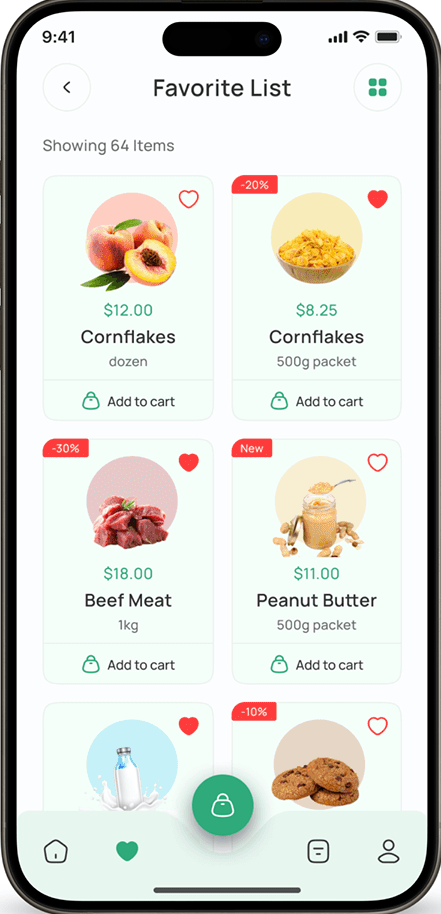 9:41
Favorite List
Showing 64 Items
-20%
$12.00
$8.25
Cornflakes
Cornflakes
dozen
500g packet
Add to cart
Add to cart
-30%
New
$18.00
$11.00
Beef Meat
Peanut Butter
1kg
500g packet
Add to cart
Add to cart
-10%